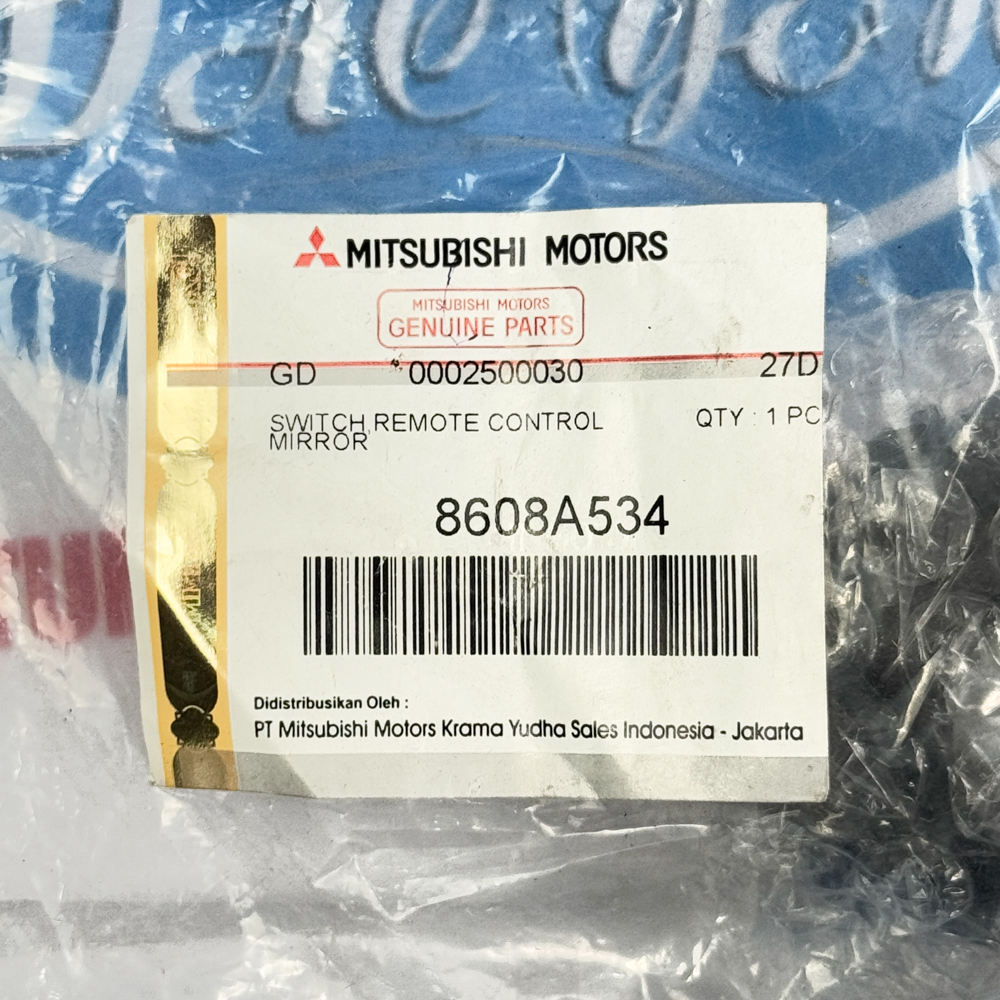 MITSUBISHI MOTORS
MITSUBISHI MOTORS
GENUINE PARTS
GD 0002500030 27D
SWITCH,REMOTE CONTROL QTY : 1 PC
MIRROR
8608A534
Didistribusikan Oleh :
PT Mitsubishi Motors Krama Yudha Sales Indonesia - Jakarta